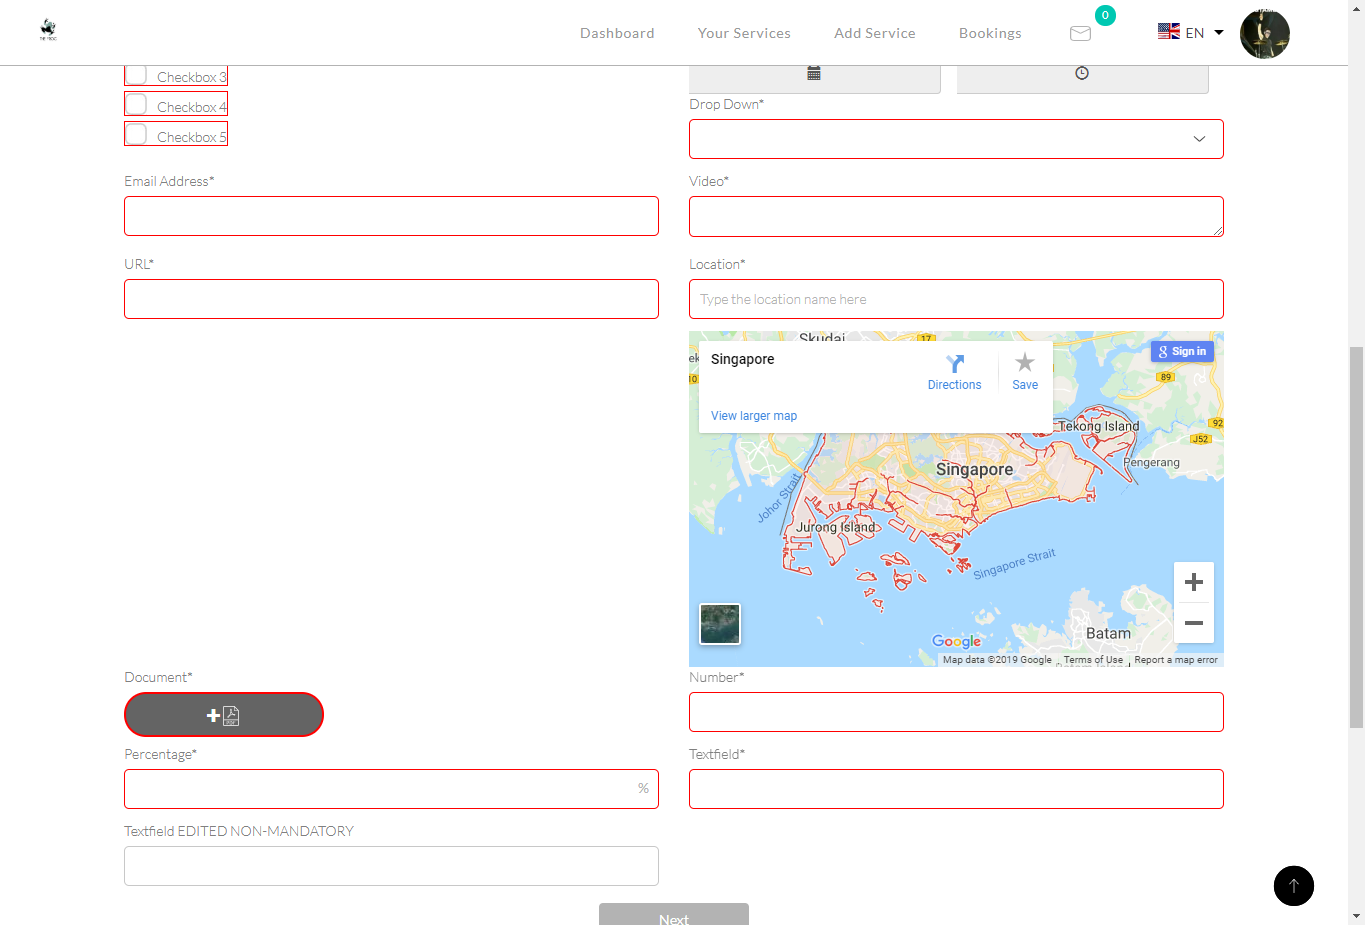 Dashboard
Your Services
Add Service
Bookings
0
EN
Checkbox 3
Checkbox 4
Checkbox 5
Drop Down*
Email Address*
Video*
URL*
Location*
Type the location name here
Skudai
17
Singapore
Directions
Save
View larger map
Sign in
10
89
92
J52
Tekong Island
Pengerang
Singapore
Johor Strait
Jurong Island
Singapore Strait
Batam
Google
Map data ©2019 Google
Terms of Use
Report a map error
Document*
PDF
Number*
Percentage*
%
Textfield*
Textfield EDITED NON-MANDATORY
Next